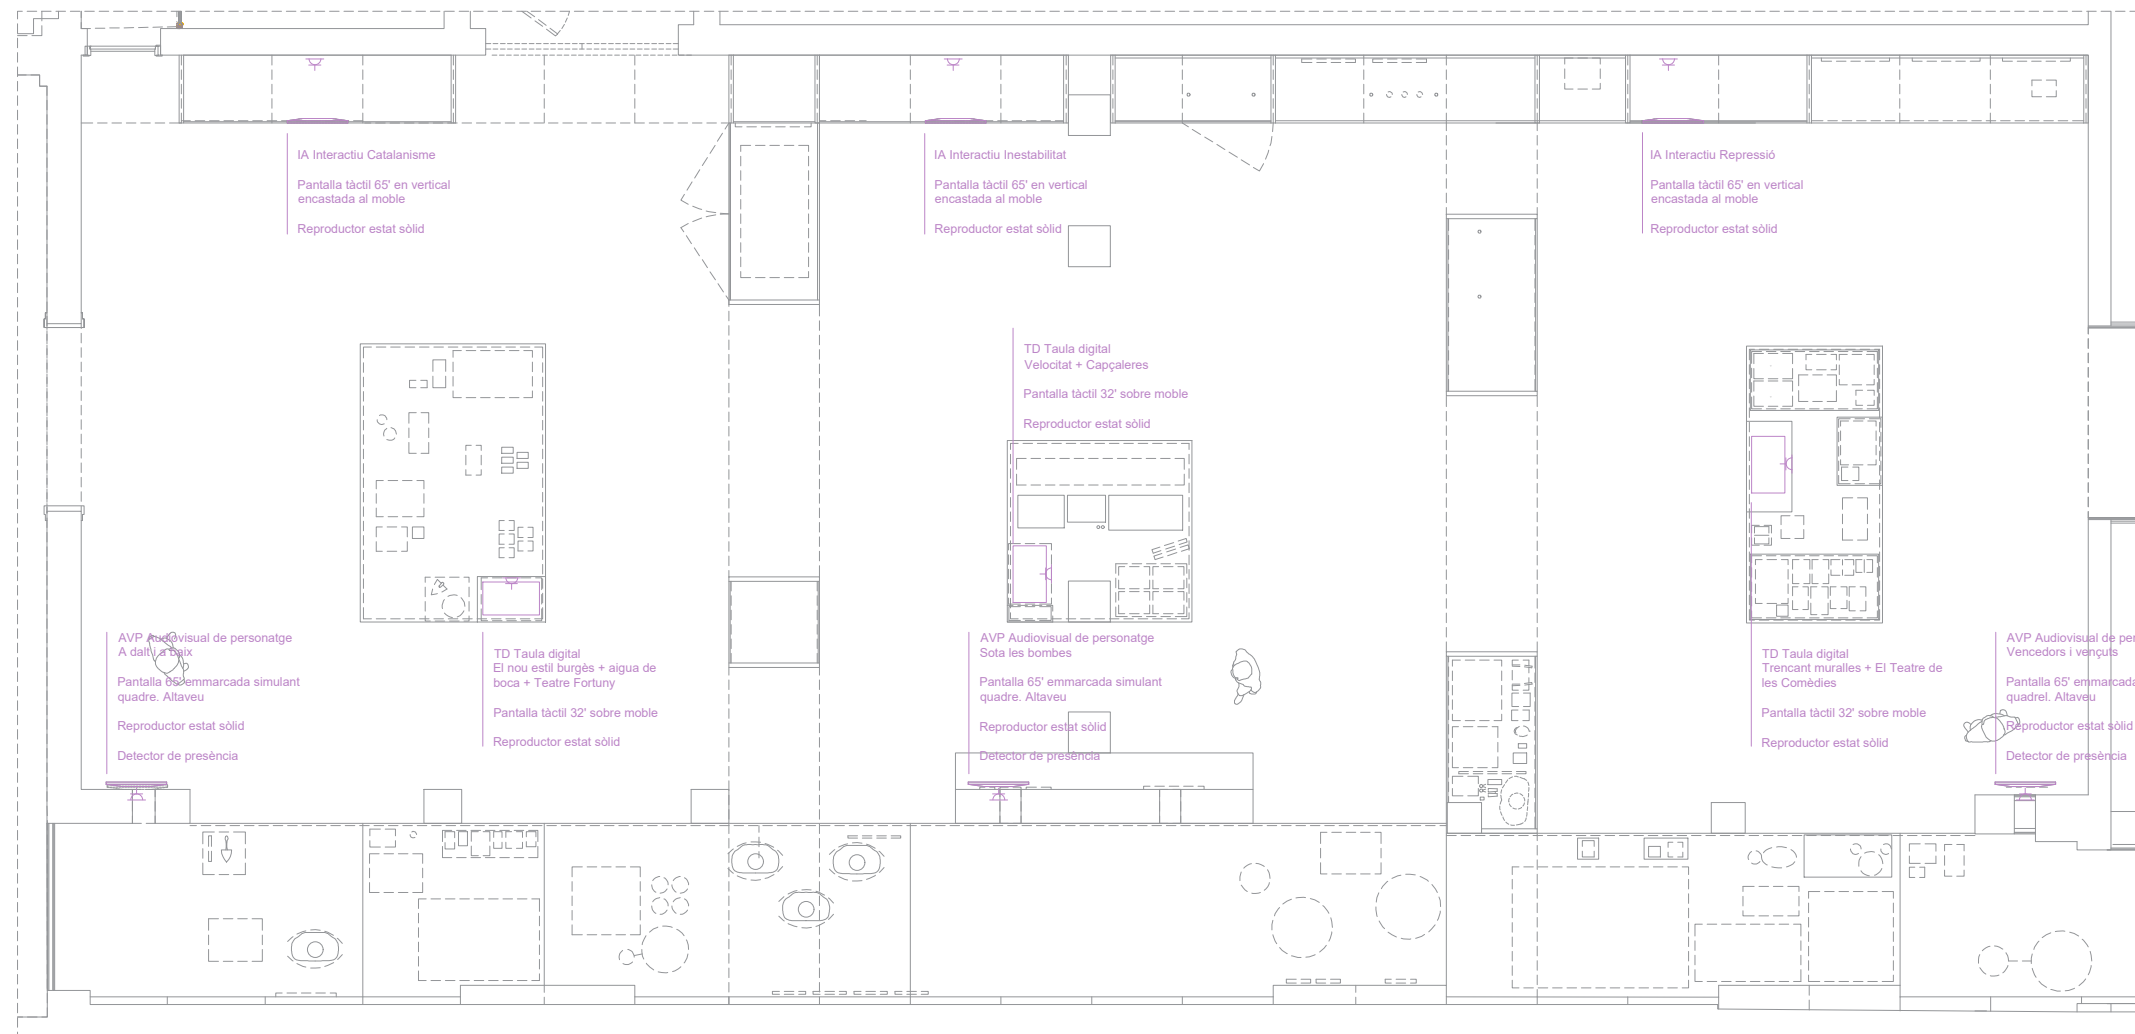 IA Interactiu Catalanisme
Pantalla tàctil 65' en vertical
encastada al moble
Reproductor estat sòlid
IA Interactiu Inestabilitat
Pantalla tàctil 65' en vertical
encastada al moble
Reproductor estat sòlid
IA Interactiu Repressió
Pantalla tàctil 65' en vertical
encastada al moble
Reproductor estat sòlid
TD Taula digital
Velocitat + Capçaleres
Pantalla tàctil 32' sobre moble
Reproductor estat sòlid
AVP Audiovisual de personatge
A dalt i a baix
Pantalla 65' emmarcada simulant
quadre. Altaveu
Reproductor estat sòlid
Detector de presència
TD Taula digital
El nou estil burgès + aigua de
boca + Teatre Fortuny
Pantalla tàctil 32' sobre moble
Reproductor estat sòlid
AVP Audiovisual de personatge
Sota les bombes
Pantalla 65' emmarcada simulant
quadre. Altaveu
Reproductor estat sòlid
Detector de presència
TD Taula digital
Trencant muralles + El Teatre de
les Comèdies
Pantalla tàctil 32' sobre moble
Reproductor estat sòlid
AVP Audiovisual de per
Vencedors i vençuts
Pantalla 65' emmarcada
quadrel. Altaveu
Reproductor estat sòlid
Detector de presència